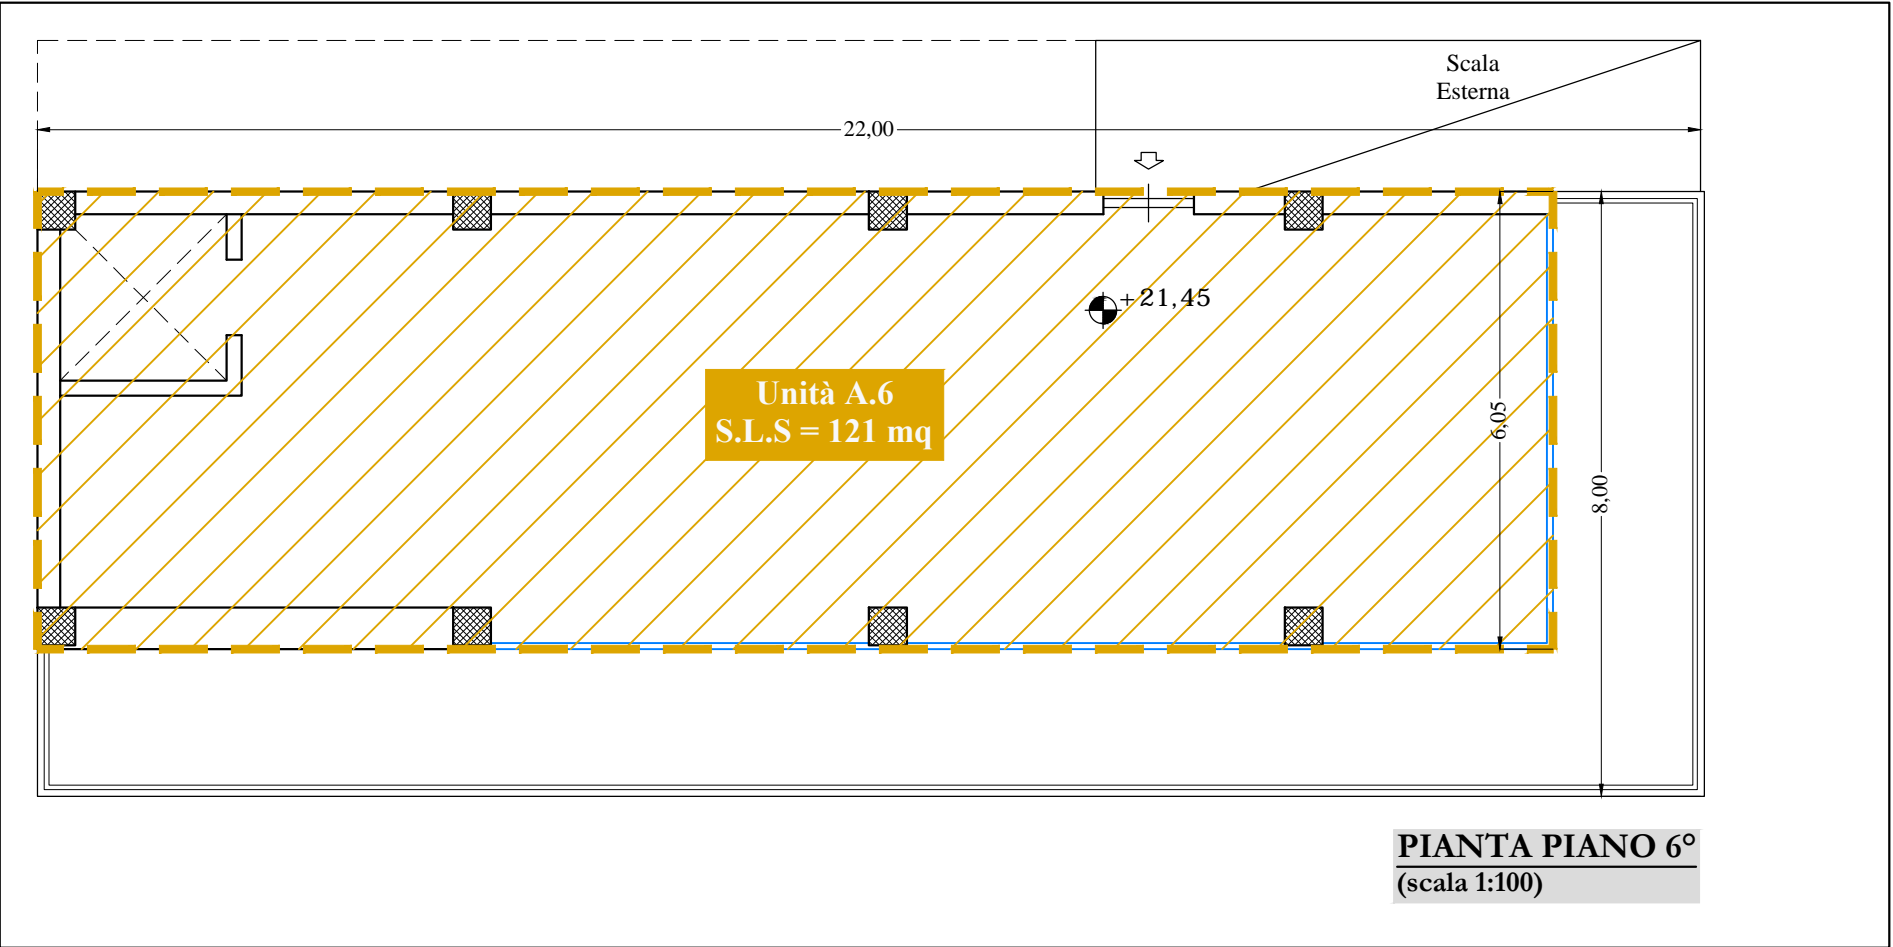 Scala
Esterna
22,00
+21,45
Unità A.6
S.L.S = 121 mq
6,05
8,00
PIANTA PIANO 6°
(scala 1:100)